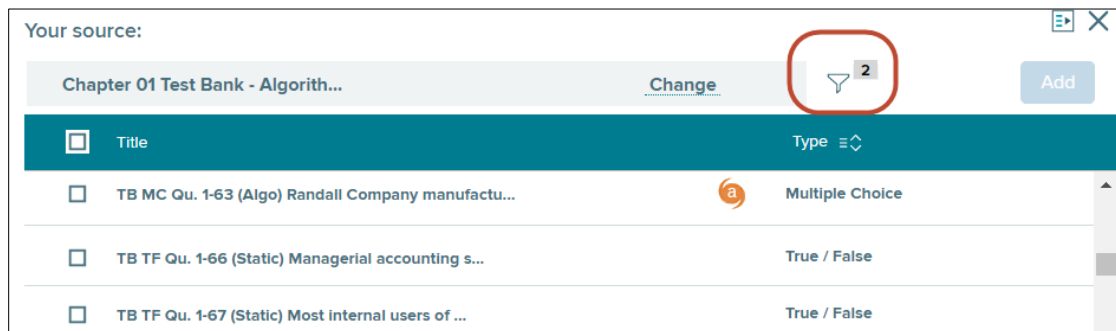 Your source:
Chapter 01 Test Bank - Algorith... Change 2 Add
Title Type
TB MC Qu. 1-63 (Algo) Randall Company manufactu... a Multiple Choice
TB TF Qu. 1-66 (Static) Managerial accounting s... True / False
TB TF Qu. 1-67 (Static) Most internal users of ... True / False